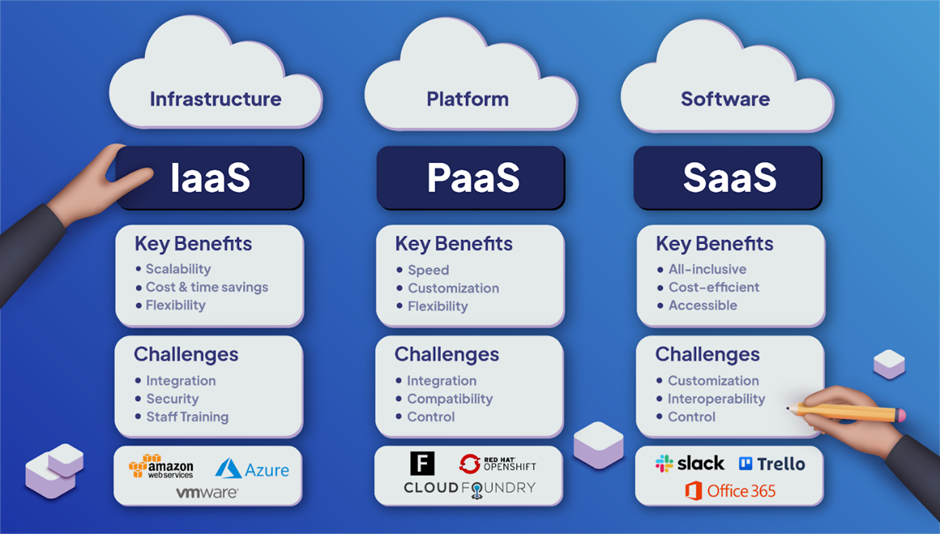 Infrastructure
IaaS
Key Benefits
• Scalability
• Cost & time savings
• Flexibility
Challenges
• Integration
• Security
• Staff Training
amazon
web services
Azure
vmware®
Platform
PaaS
Key Benefits
• Speed
• Customization
• Flexibility
Challenges
• Integration
• Compatibility
• Control
F
RED HAT®
OPENSHIFT
CLOUD FOUNDRY
Software
SaaS
Key Benefits
• All-inclusive
• Cost-efficient
• Accessible
Challenges
• Customization
• Interoperability
• Control
slack
Trello
Office 365